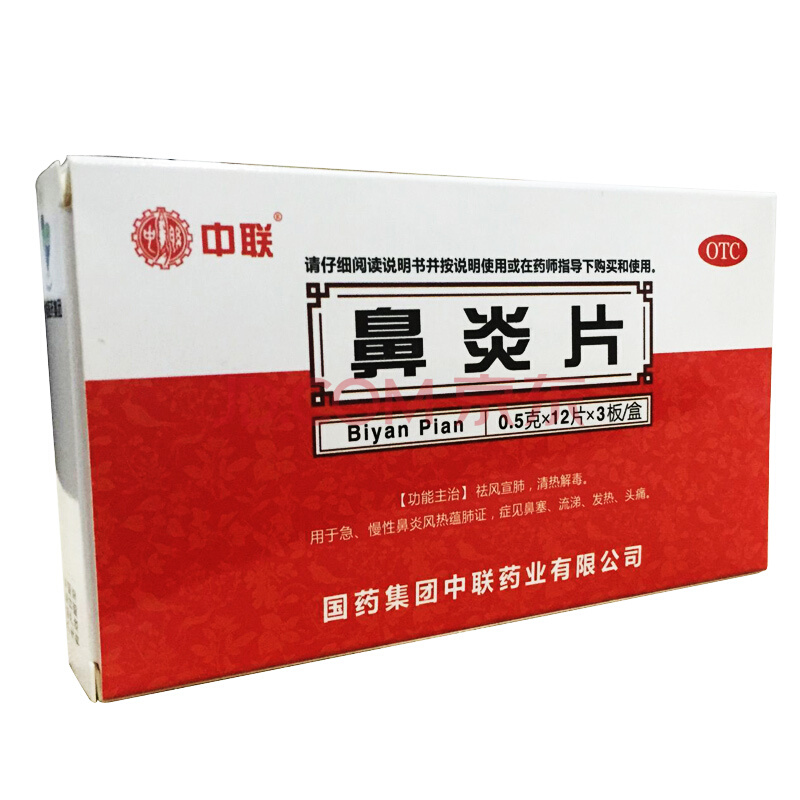 中联®
OTC
请仔细阅读说明书并按说明使用或在药师指导下购买和使用。
鼻炎片
Biyan Pian 0.5克×12片×3板/盒
【功能主治】祛风宣肺，清热解毒。
用于急、慢性鼻炎风热蕴肺证，症见鼻塞、流涕、发热、头痛。
国药集团中联药业有限公司